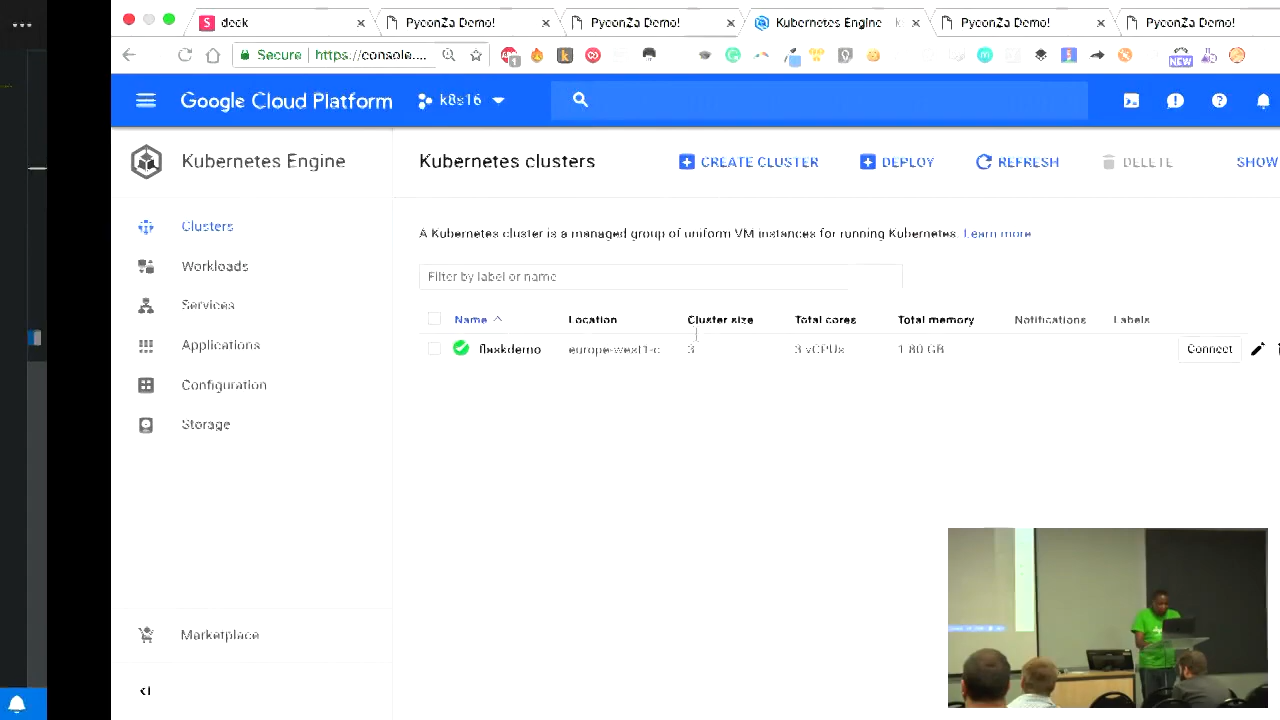 deck
PyconZa Demo!
PyconZa Demo!
Kubernetes Engine
PyconZa Demo!
PyconZa Demo!
Secure
https://console....
1
NEW
Google Cloud Platform
k8s16
Kubernetes Engine
Kubernetes clusters
CREATE CLUSTER
DEPLOY
REFRESH
DELETE
SHOW
Clusters
Workloads
Services
Applications
Configuration
Storage
Marketplace
A Kubernetes cluster is a managed group of uniform VM instances for running Kubernetes. Learn more
Filter by label or name
Name Location Cluster size Total cores Total memory Notifications Labels
flaskdemo europe-west1-c 3 3 vCPUs 1.80 GB Connect